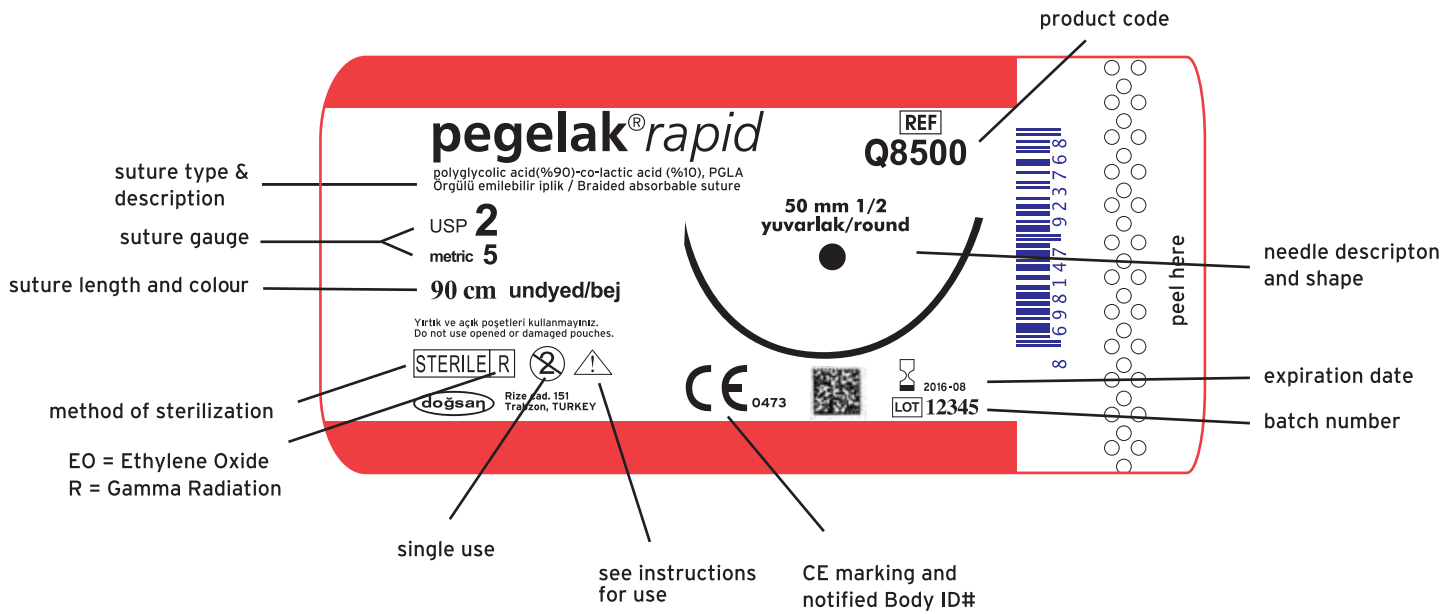 product code
pegelak® rapid
REF
Q8500
polyglycolic acid(%90)-co-lactic acid (%10), PGLA
Örgülü emilebilir iplik / Braided absorbable suture
suture type &
description
50 mm 1/2
yuvarlak/round
USP 2
metric 5
suture gauge
90 cm undyed/bej
suture length and colour
needle descripton
and shape
8 698147 923768
peel here
Yırtık ve açık poşetleri kullanmayınız.
Do not use opened or damaged pouches.
STERILE R
2
!
method of sterilization
EO = Ethylene Oxide
R = Gamma Radiation
doğsan
Rize cad. 151
Trabzon, TURKEY
CE 0473
2016-08
LOT 12345
expiration date
batch number
single use
see instructions
for use
CE marking and
notified Body ID#